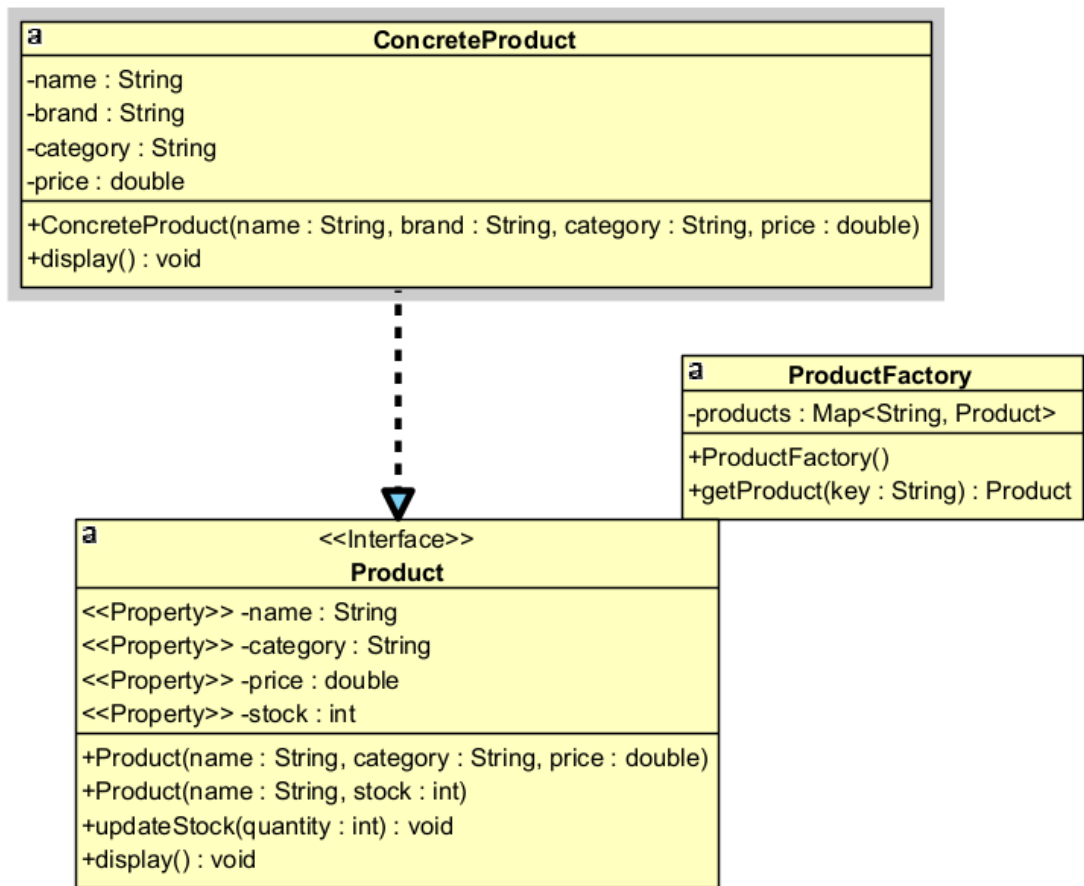 a
ConcreteProduct
-name : String
-brand : String
-category : String
-price : double
+ConcreteProduct(name : String, brand : String, category : String, price : double)
+display() : void
a
ProductFactory
-products : Map<String, Product>
+ProductFactory()
+getProduct(key : String) : Product
a
<<Interface>>
Product
<<Property>> -name : String
<<Property>> -category : String
<<Property>> -price : double
<<Property>> -stock : int
+Product(name : String, category : String, price : double)
+Product(name : String, stock : int)
+updateStock(quantity : int) : void
+display() : void